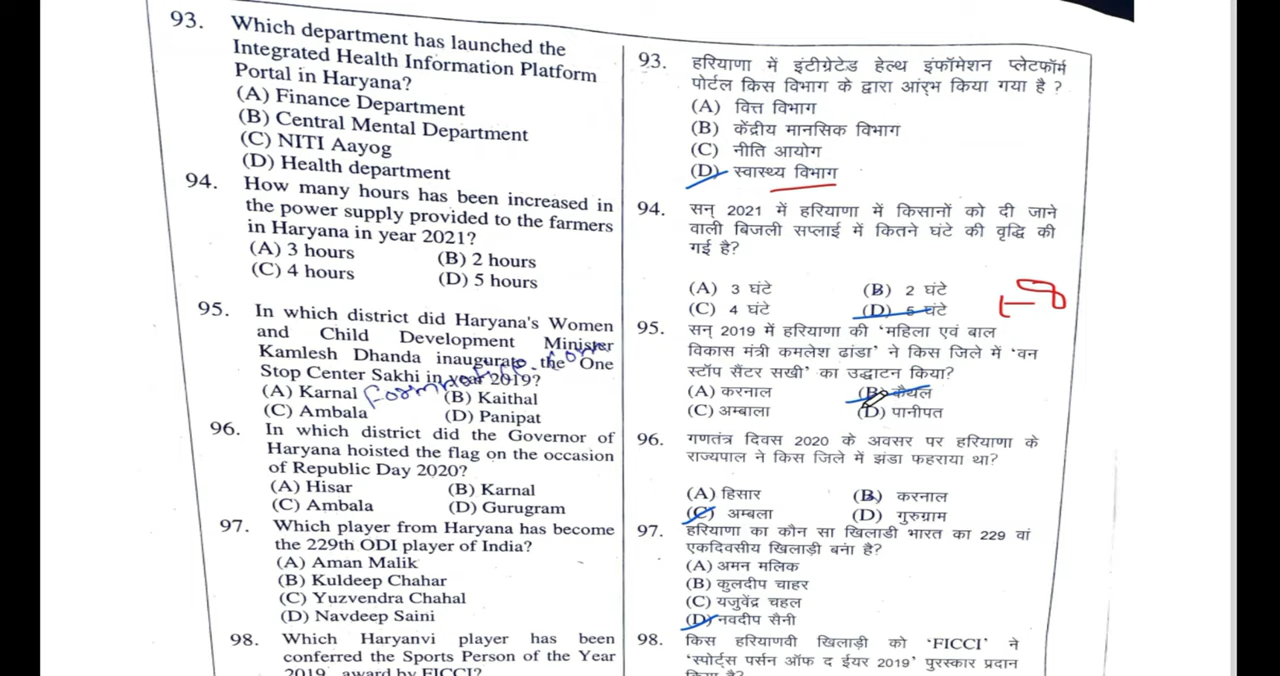 93. Which department has launched the
Integrated Health Information Platform
Portal in Haryana?
(A) Finance Department
(B) Central Mental Department
(C) NITI Aayog
(D) Health department
94. How many hours has been increased in
the power supply provided to the farmers
in Haryana in year 2021?
(A) 3 hours (B) 2 hours
(C) 4 hours (D) 5 hours
95. In which district did Haryana's Women
and Child Development Minister
Kamlesh Dhanda inaugurate the One
Stop Center Sakhi in year 2019?
(A) Karnal (B) Kaithal
(C) Ambala (D) Panipat
96. In which district did the Governor of
Haryana hoisted the flag on the occasion
of Republic Day 2020?
(A) Hisar (B) Karnal
(C) Ambala (D) Gurugram
97. Which player from Haryana has become
the 229th ODI player of India?
(A) Aman Malik
(B) Kuldeep Chahar
(C) Yuzvendra Chahal
(D) Navdeep Saini
98. Which Haryanvi player has been
conferred the Sports Person of the Year
2019 award by FICCI?
93. हरियाणा में इंटीग्रेटेड हेल्थ इंफॉमेशन प्लेटफॉर्म
पोर्टल किस विभाग के द्वारा आंरभ किया गया है ?
(A) वित्त विभाग
(B) केंद्रीय मानसिक विभाग
(C) नीति आयोग
(D) स्वास्थ्य विभाग
94. सन् 2021 में हरियाणा में किसानों को दी जाने
वाली बिजली सप्लाई में कितने घंटे की वृद्धि की
गई है?
(A) 3 घंटे (B) 2 घंटे
(C) 4 घंटे (D) 5 घंटे
95. सन् 2019 में हरियाणा की 'महिला एवं बाल
विकास मंत्री कमलेश ढांडा' ने किस जिले में 'वन
स्टॉप सैंटर सखी' का उद्घाटन किया?
(A) करनाल (B) कैथल
(C) अम्बाला (D) पानीपत
96. गणतंत्र दिवस 2020 के अवसर पर हरियाणा के
राज्यपाल ने किस जिले में झंडा फहराया था?
(A) हिसार (B) करनाल
(C) अम्बला (D) गुरुग्राम
97. हरियाणा का कौन सा खिलाडी भारत का 229 वां
एकदिवसीय खिलाड़ी बना है?
(A) अमन मलिक
(B) कुलदीप चाहर
(C) यजुवेंद्र चहल
(D) नवदीप सैनी
98. किस हरियाणवी खिलाड़ी को 'FICCI' ने
'स्पोर्ट्स पर्सन ऑफ द ईयर 2019' पुरस्कार प्रदान
किया है?